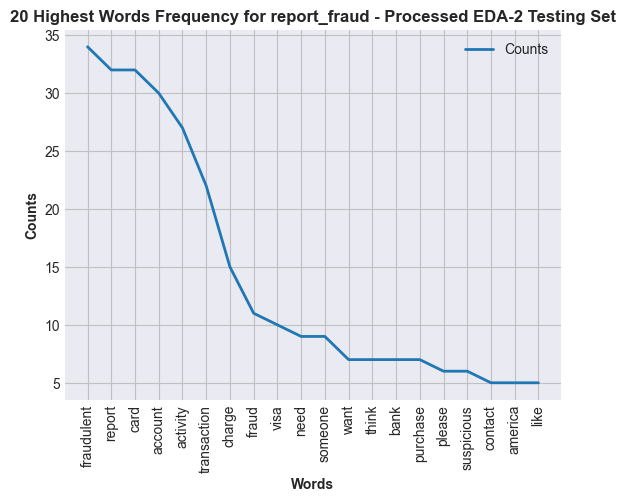 20 Highest Words Frequency for report_fraud - Processed EDA-2 Testing Set
Counts
35
30
25
20
15
10
5
Counts
fraudulent
report
card
account
activity
transaction
charge
fraud
visa
need
someone
want
think
bank
purchase
please
suspicious
contact
america
like
Words